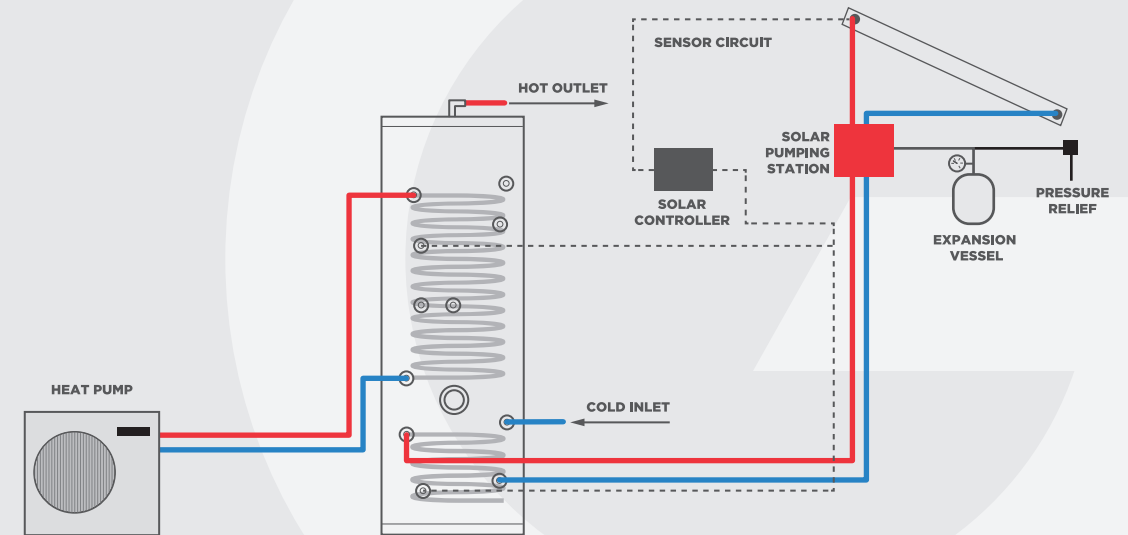 SENSOR CIRCUIT
HOT OUTLET
SOLAR
PUMPING
STATION
PRESSURE
RELIEF
SOLAR
CONTROLLER
EXPANSION
VESSEL
HEAT PUMP
COLD INLET